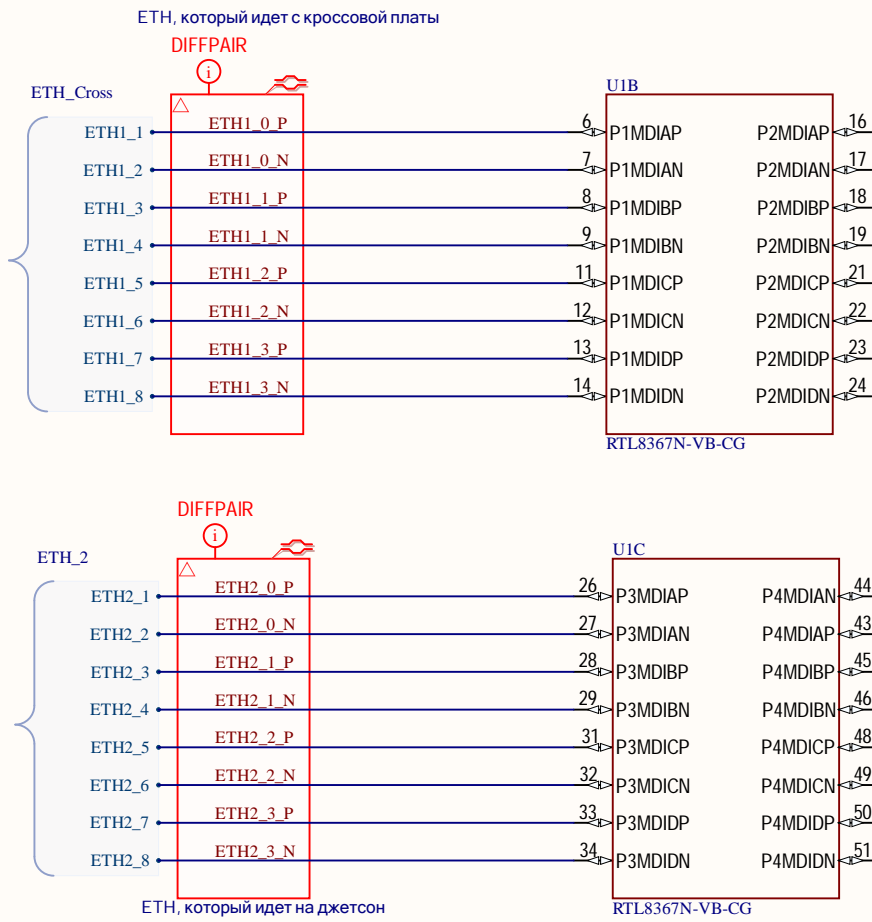 ETH, который идет с кроссовой платы
DIFFPAIR
i
ETH_Cross
U1B
ETH1_1 ETH1_0_P 6 P1MDIAP P2MDIAP 16
ETH1_2 ETH1_0_N 7 P1MDIAN P2MDIAN 17
ETH1_3 ETH1_1_P 8 P1MDIBP P2MDIBP 18
ETH1_4 ETH1_1_N 9 P1MDIBN P2MDIBN 19
ETH1_5 ETH1_2_P 11 P1MDICP P2MDICP 21
ETH1_6 ETH1_2_N 12 P1MDICN P2MDICN 22
ETH1_7 ETH1_3_P 13 P1MDIDP P2MDIDP 23
ETH1_8 ETH1_3_N 14 P1MDIDN P2MDIDN 24
RTL8367N-VB-CG
DIFFPAIR
i
ETH_2
U1C
ETH2_1 ETH2_0_P 26 P3MDIAP P4MDIAN 44
ETH2_2 ETH2_0_N 27 P3MDIAN P4MDIAP 43
ETH2_3 ETH2_1_P 28 P3MDIBP P4MDIBP 45
ETH2_4 ETH2_1_N 29 P3MDIBN P4MDIBN 46
ETH2_5 ETH2_2_P 31 P3MDICP P4MDICP 48
ETH2_6 ETH2_2_N 32 P3MDICN P4MDICN 49
ETH2_7 ETH2_3_P 33 P3MDIDP P4MDIDP 50
ETH2_8 ETH2_3_N 34 P3MDIDN P4MDIDN 51
ETH, который идет на джетсон
RTL8367N-VB-CG